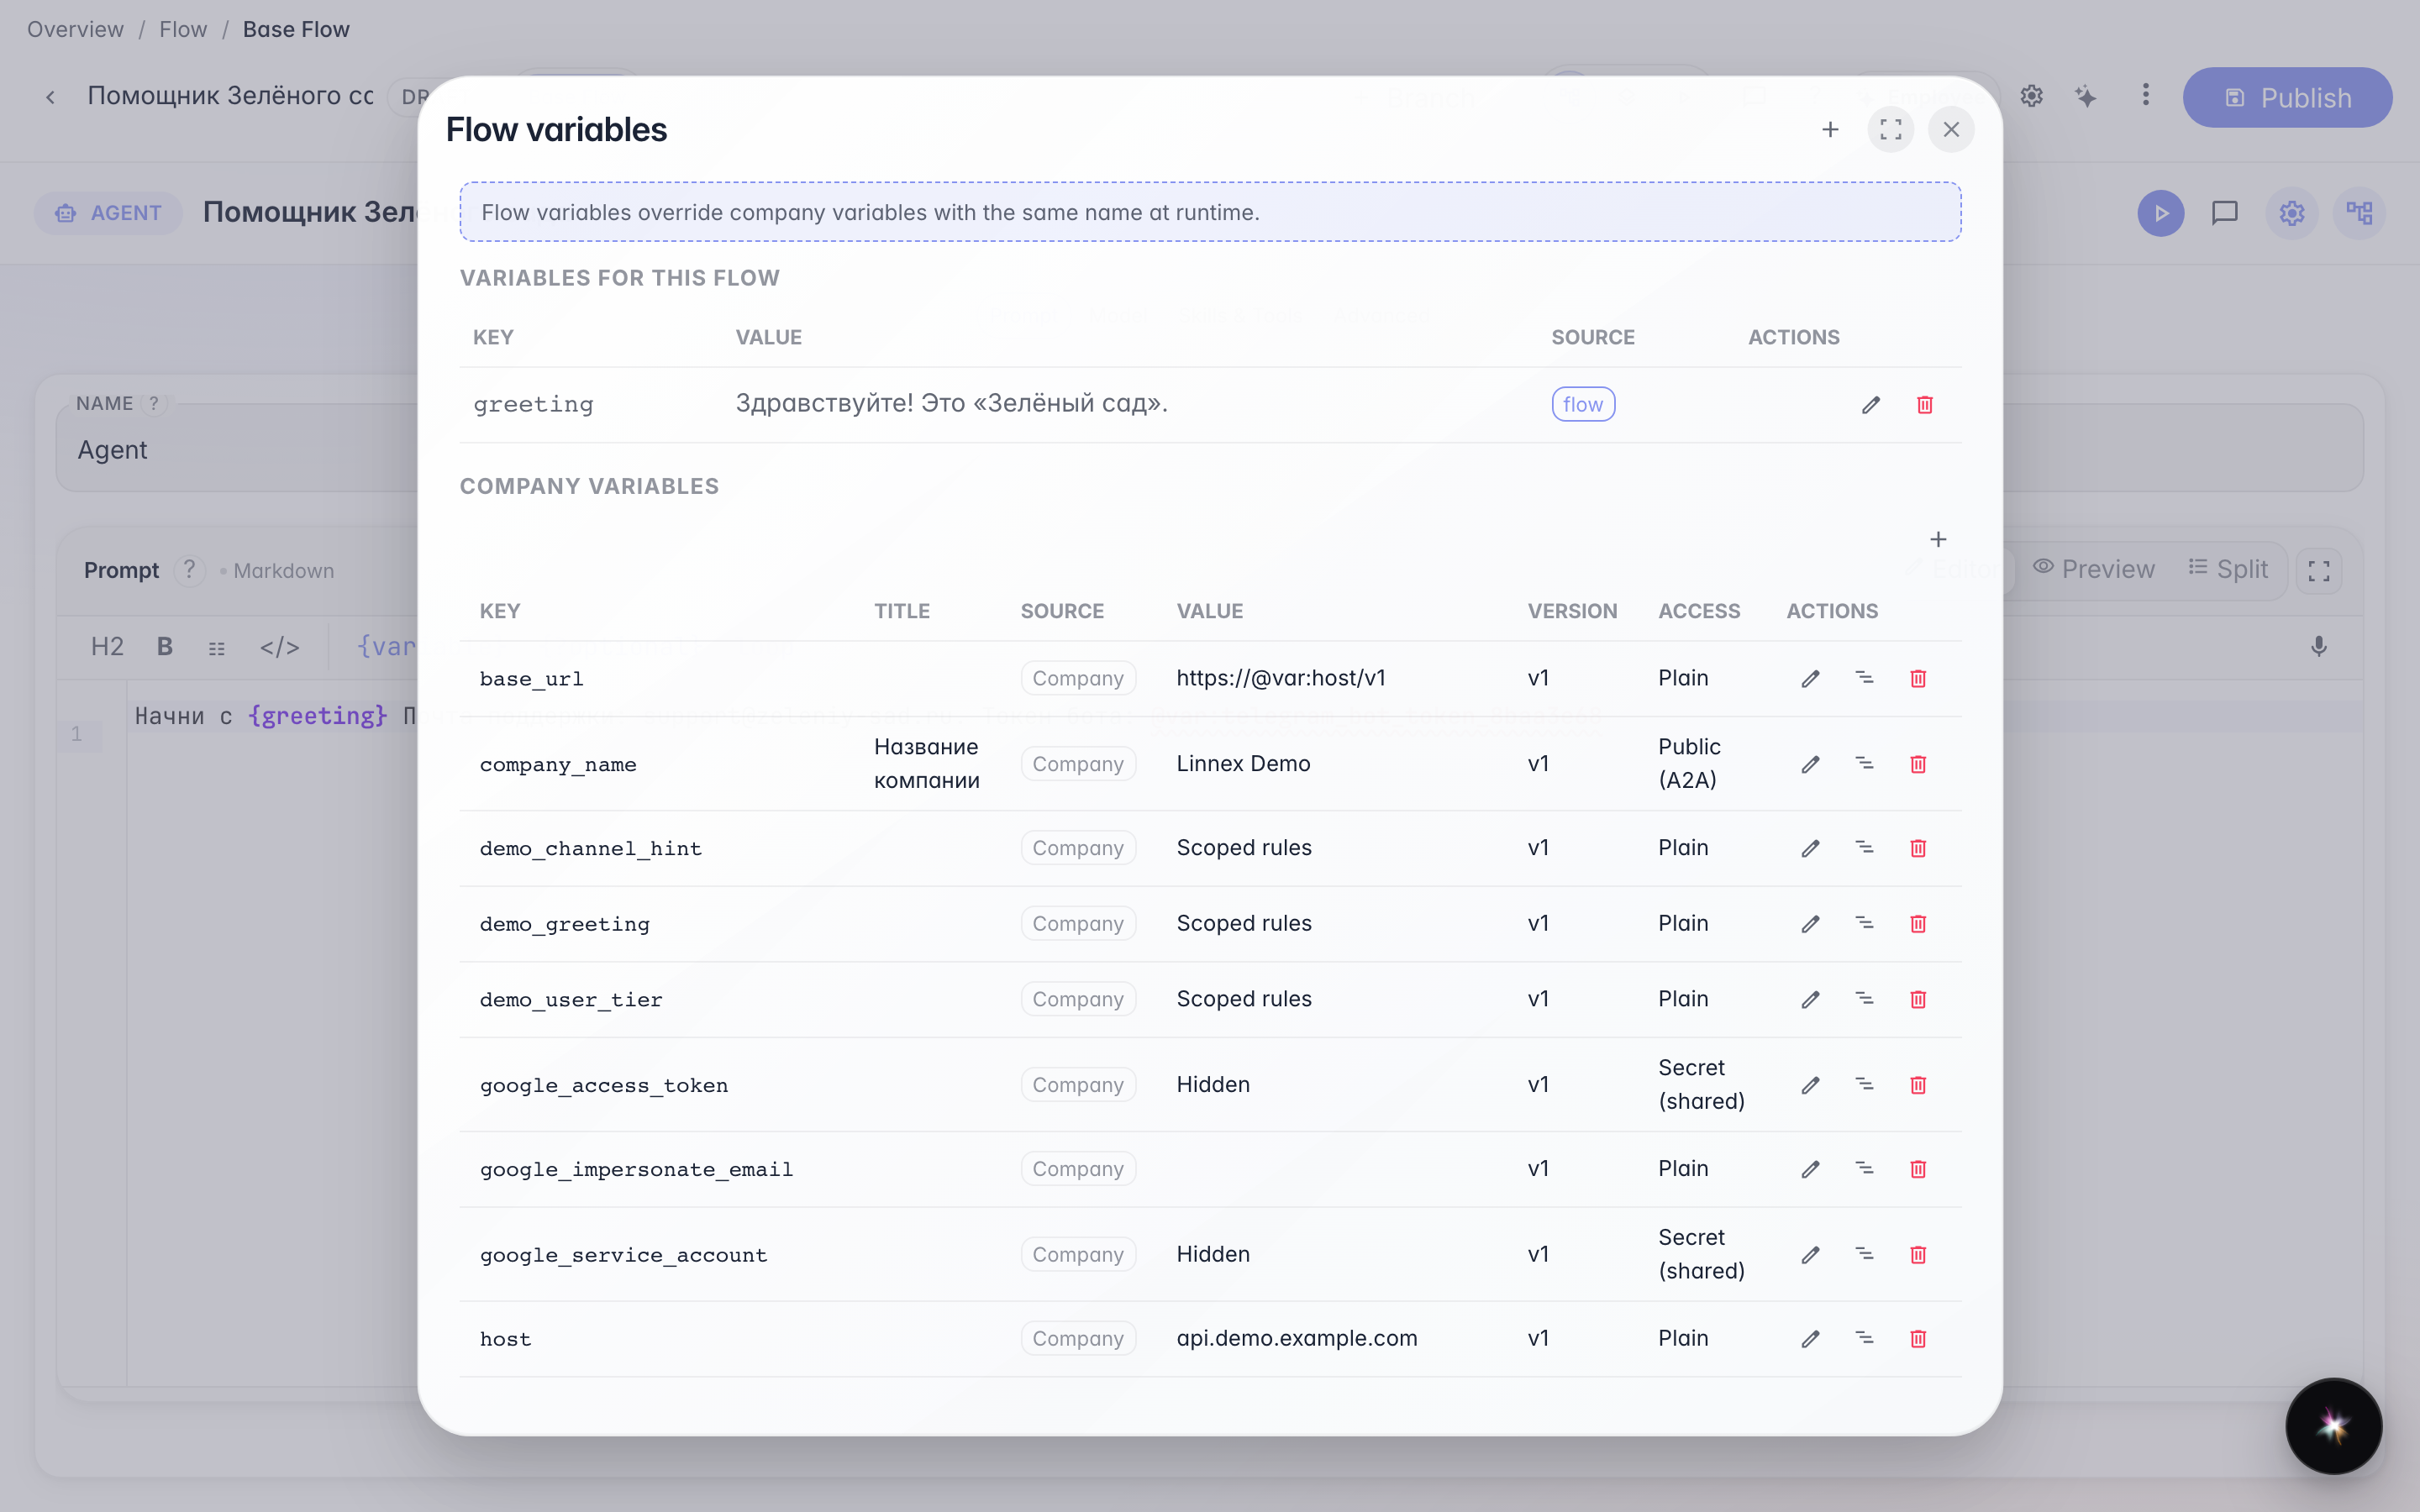 Overview / Flow / Base Flow
Помощник Зелёного сс
DR
Publish
Flow variables
AGENT
Помощник Зел
Flow variables override company variables with the same name at runtime.
VARIABLES FOR THIS FLOW
KEY VALUE SOURCE ACTIONS
greeting Здравствуйте! Это «Зелёный сад». flow
NAME ?
Agent
COMPANY VARIABLES
Prompt ? • Markdown
Preview Split
KEY TITLE SOURCE VALUE VERSION ACCESS ACTIONS
H2 B </> {var
base_url Company https://@var:host/v1 v1 Plain
1 Начни с {greeting} П
company_name Название компании Company Linnex Demo v1 Public (A2A)
demo_channel_hint Company Scoped rules v1 Plain
demo_greeting Company Scoped rules v1 Plain
demo_user_tier Company Scoped rules v1 Plain
google_access_token Company Hidden v1 Secret (shared)
google_impersonate_email Company v1 Plain
google_service_account Company Hidden v1 Secret (shared)
host Company api.demo.example.com v1 Plain